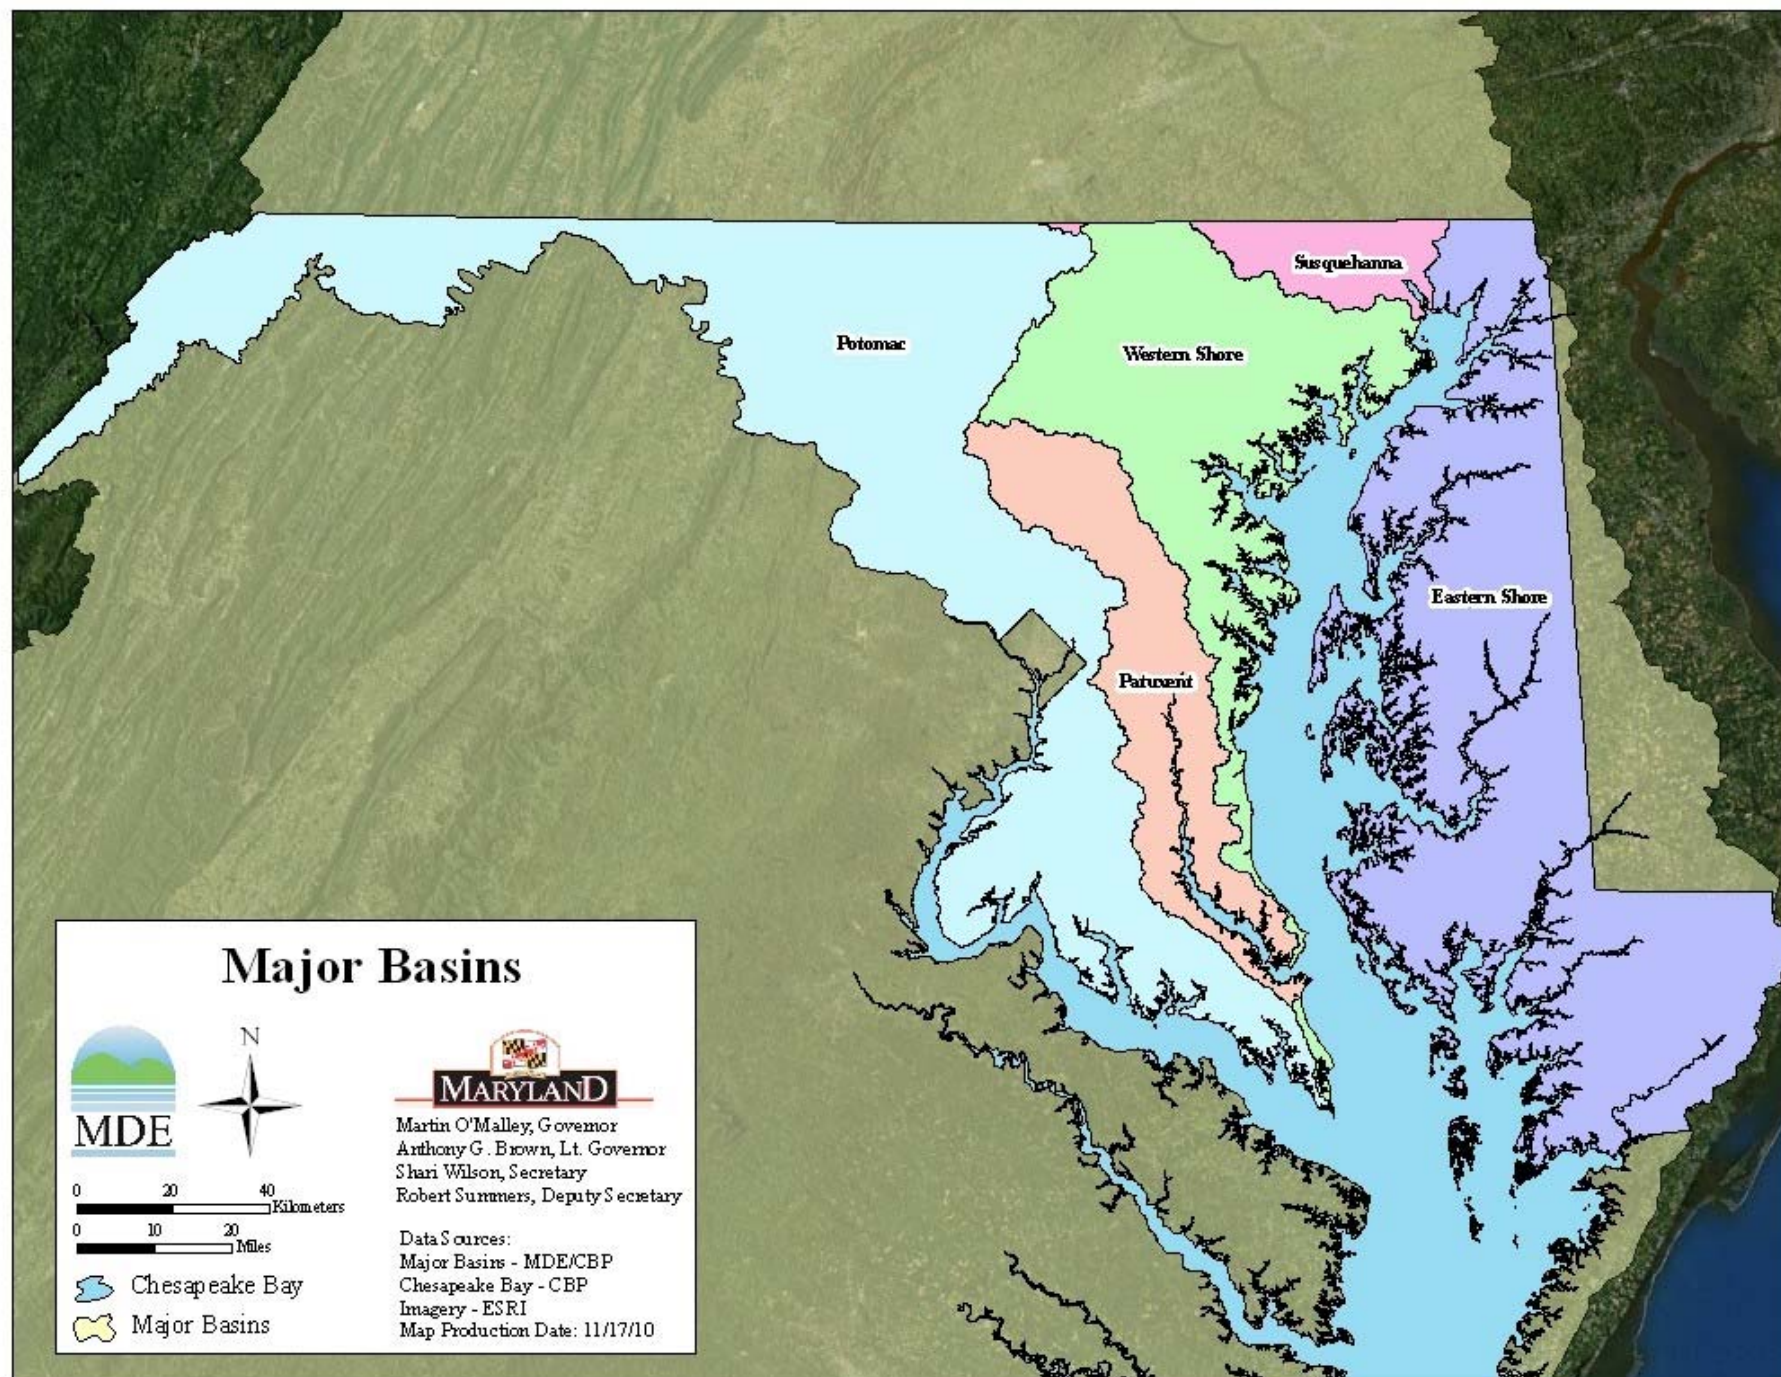 Susquehanna
Potomac
Western Shore
Eastern Shore
Patuxent
Major Basins
N
MDE
MARYLAND
Martin O'Malley, Governor
Anthony G. Brown, Lt. Governor
Shari Wilson, Secretary
Robert Summers, Deputy Secretary
0 20 40
Kilometers
0 10 20
Miles
Data Sources:
Major Basins - MDE/CBP
Chesapeake Bay - CBP
Imagery - ESRI
Map Production Date: 11/17/10
Chesapeake Bay
Major Basins